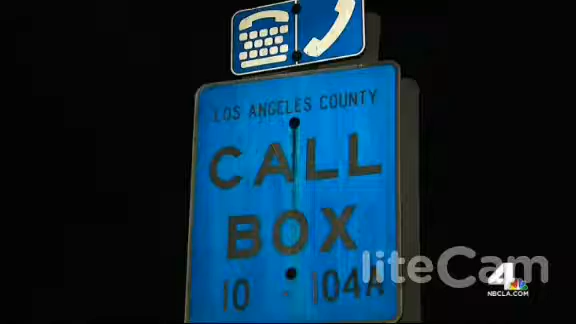 LOS ANGELES COUNTY
CALL
BOX
10 - 104A
liteCam
4
NBCLA.COM